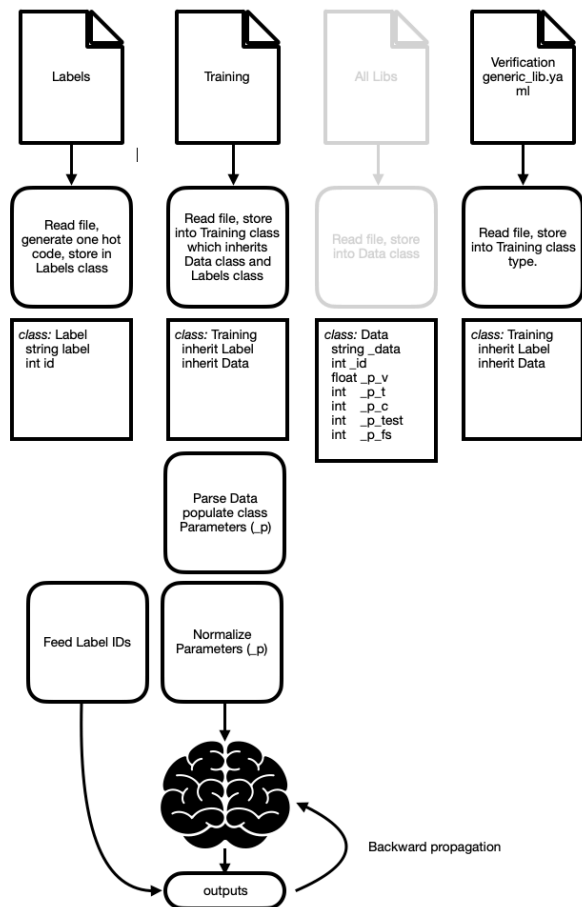 Labels
Training
All Libs
Verification
generic_lib.ya
ml
Read file,
generate one hot
code, store in
Labels class
Read file, store
into Training class
which inherits
Data class and
Labels class
Read file, store
into Data class
Read file, store
into Training class
type.
class: Label
string label
int id
class: Training
inherit Label
inherit Data
class: Data
string _data
int _id
float _p_v
int _p_t
int _p_c
int _p_test
int _p_fs
class: Training
inherit Label
inherit Data
Parse Data
populate class
Parameters (_p)
Feed Label IDs
Normalize
Parameters (_p)
Backward propagation
outputs